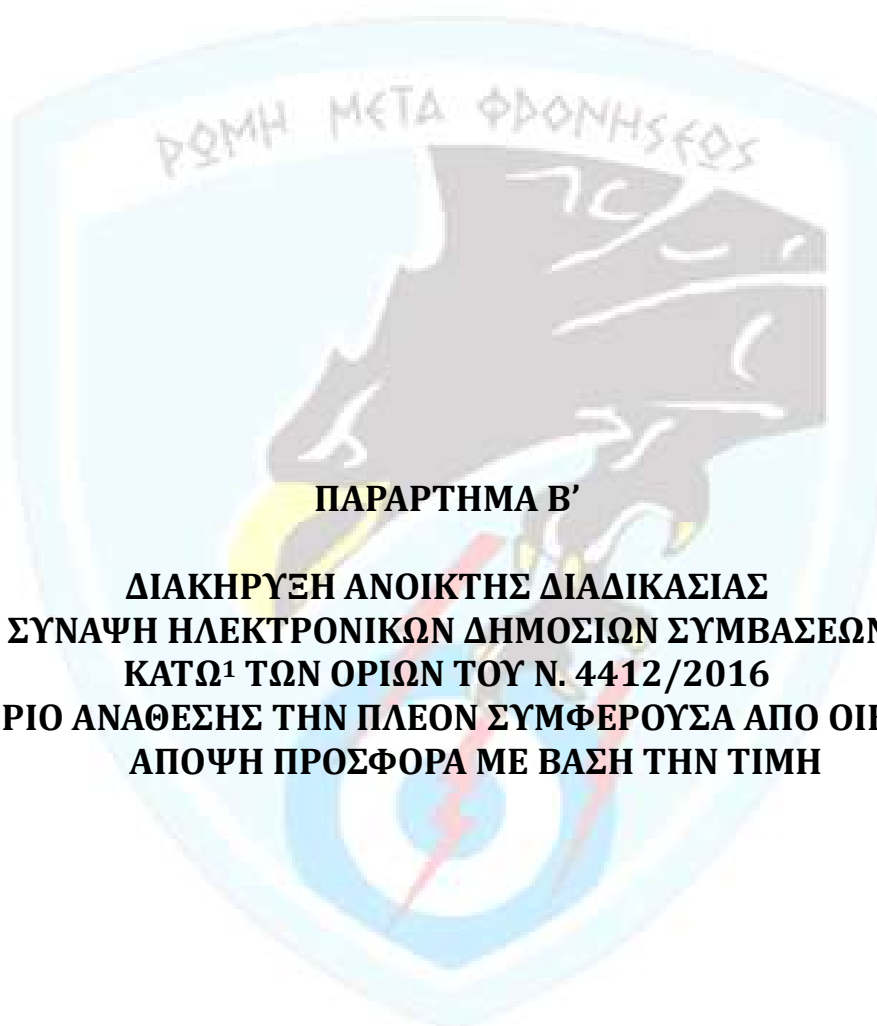 ΡΩΜΗ ΜΕΤΑ ΦΡΟΝΗΣΕΩΣ
ΠΑΡΑΡΤΗΜΑ Β’
ΔΙΑΚΗΡΥΞΗ ΑΝΟΙΚΤΗΣ ΔΙΑΔΙΚΑΣΙΑΣ
ΣΥΝΑΨΗ ΗΛΕΚΤΡΟΝΙΚΩΝ ΔΗΜΟΣΙΩΝ ΣΥΜΒΑΣΕΩΝ
ΚΑΤΩ¹ ΤΩΝ ΟΡΙΩΝ ΤΟΥ Ν. 4412/2016
ΡΙΟ ΑΝΑΘΕΣΗΣ ΤΗΝ ΠΛΕΟΝ ΣΥΜΦΕΡΟΥΣΑ ΑΠΟ
ΑΠΟΨΗ ΠΡΟΣΦΟΡΑ ΜΕ ΒΑΣΗ ΤΗΝ ΤΙΜΗ